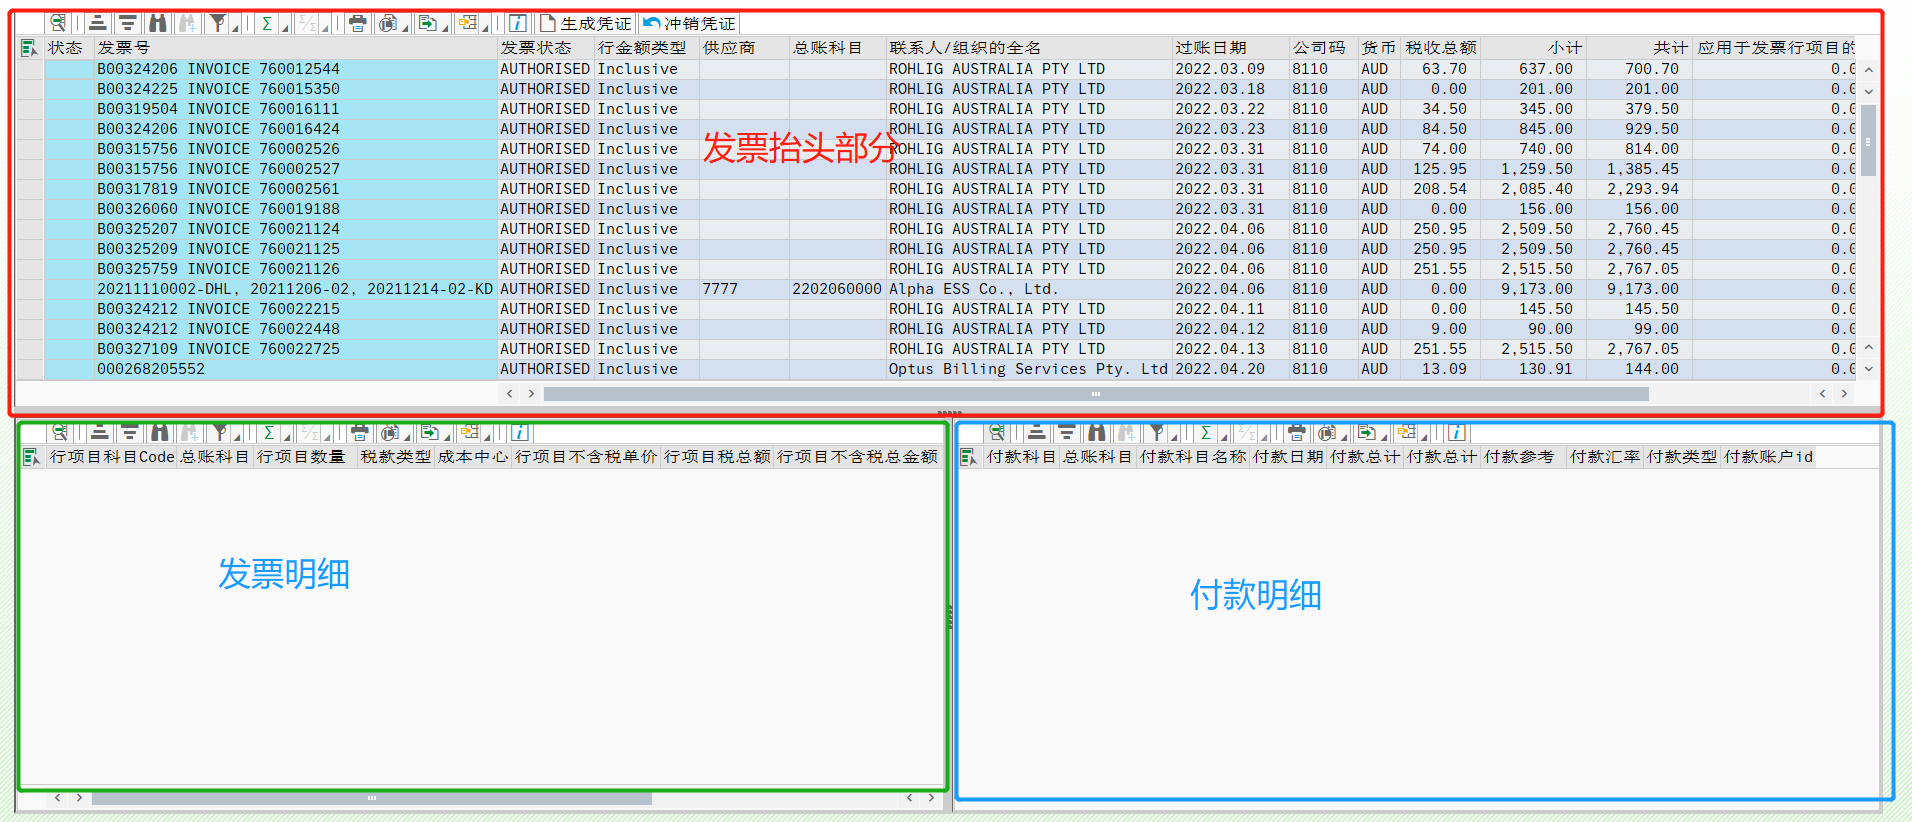 生成凭证 冲销凭证
状态 发票号 发票状态 行金额类型 供应商 总账科目 联系人/组织的全名 过账日期 公司码 货币 税收总额 小计 共计 应用于发票行项目的
B00324206 INVOICE 760012544 AUTHORISED Inclusive ROHLIG AUSTRALIA PTY LTD 2022.03.09 8110 AUD 63.70 637.00 700.70 0.0
B00324225 INVOICE 760015350 AUTHORISED Inclusive ROHLIG AUSTRALIA PTY LTD 2022.03.18 8110 AUD 0.00 201.00 201.00 0.0
B00319504 INVOICE 760016111 AUTHORISED Inclusive ROHLIG AUSTRALIA PTY LTD 2022.03.22 8110 AUD 34.50 345.00 379.50 0.0
B00324206 INVOICE 760016424 AUTHORISED Inclusive ROHLIG AUSTRALIA PTY LTD 2022.03.23 8110 AUD 84.50 845.00 929.50 0.0
发票抬头部分
B00315756 INVOICE 760002526 AUTHORISED Inclusive ROHLIG AUSTRALIA PTY LTD 2022.03.31 8110 AUD 74.00 740.00 814.00 0.0
B00315756 INVOICE 760002527 AUTHORISED Inclusive ROHLIG AUSTRALIA PTY LTD 2022.03.31 8110 AUD 125.95 1,259.50 1,385.45 0.0
B00317819 INVOICE 760002561 AUTHORISED Inclusive ROHLIG AUSTRALIA PTY LTD 2022.03.31 8110 AUD 208.54 2,085.40 2,293.94 0.0
B00326060 INVOICE 760019188 AUTHORISED Inclusive ROHLIG AUSTRALIA PTY LTD 2022.03.31 8110 AUD 0.00 156.00 156.00 0.0
B00325207 INVOICE 760021124 AUTHORISED Inclusive ROHLIG AUSTRALIA PTY LTD 2022.04.06 8110 AUD 250.95 2,509.50 2,760.45 0.0
B00325209 INVOICE 760021125 AUTHORISED Inclusive ROHLIG AUSTRALIA PTY LTD 2022.04.06 8110 AUD 250.95 2,509.50 2,760.45 0.0
B00325759 INVOICE 760021126 AUTHORISED Inclusive ROHLIG AUSTRALIA PTY LTD 2022.04.06 8110 AUD 251.55 2,515.50 2,767.05 0.0
20211110002-DHL, 20211206-02, 20211214-02-KD AUTHORISED Inclusive 7777 2202060000 Alpha ESS Co., Ltd. 2022.04.06 8110 AUD 0.00 9,173.00 9,173.00 0.0
B00324212 INVOICE 760022215 AUTHORISED Inclusive ROHLIG AUSTRALIA PTY LTD 2022.04.11 8110 AUD 0.00 145.50 145.50 0.0
B00324212 INVOICE 760022448 AUTHORISED Inclusive ROHLIG AUSTRALIA PTY LTD 2022.04.12 8110 AUD 9.00 90.00 99.00 0.0
B00327109 INVOICE 760022725 AUTHORISED Inclusive ROHLIG AUSTRALIA PTY LTD 2022.04.13 8110 AUD 251.55 2,515.50 2,767.05 0.0
000268205552 AUTHORISED Inclusive Optus Billing Services Pty. Ltd 2022.04.20 8110 AUD 13.09 130.91 144.00 0.0
行项目科目Code 总账科目 行项目数量 税款类型 成本中心 行项目不含税单价 行项目税总额 行项目不含税总金额
发票明细
付款科目 总账科目 付款科目名称 付款日期 付款总计 付款总计 付款参考 付款汇率 付款类型 付款账户id
付款明细